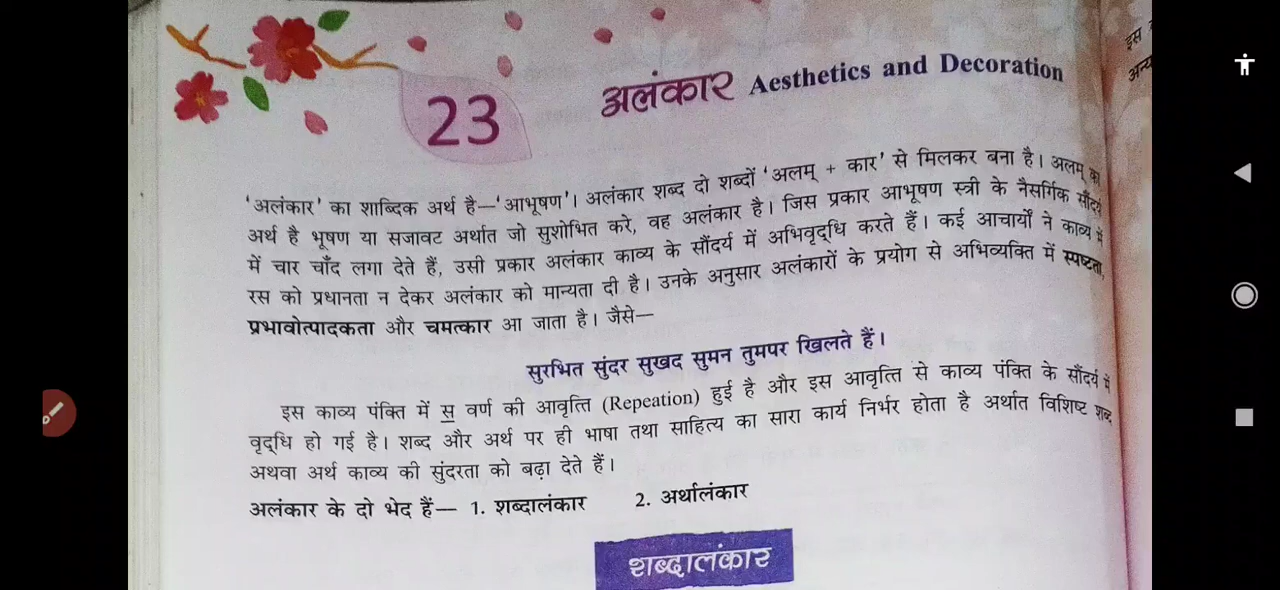 23
अलंकार Aesthetics and Decoration
'अलंकार' का शाब्दिक अर्थ है—'आभूषण'। अलंकार शब्द दो शब्दों 'अलम् + कार' से मिलकर बना है। अलम् का
अर्थ है भूषण या सजावट अर्थात जो सुशोभित करे, वह अलंकार है। जिस प्रकार आभूषण स्त्री के नैसर्गिक सौंदर्य
में चार चाँद लगा देते हैं, उसी प्रकार अलंकार काव्य के सौंदर्य में अभिवृद्धि करते हैं। कई आचार्यों ने काव्य में
रस को प्रधानता न देकर अलंकार को मान्यता दी है। उनके अनुसार अलंकारों के प्रयोग से अभिव्यक्ति में स्पष्टता,
प्रभावोत्पादकता और चमत्कार आ जाता है। जैसे—
सुरभित सुंदर सुखद सुमन तुमपर खिलते हैं।
इस काव्य पंक्ति में स वर्ण की आवृत्ति (Repeation) हुई है और इस आवृत्ति से काव्य पंक्ति के सौंदर्य में
वृद्धि हो गई है। शब्द और अर्थ पर ही भाषा तथा साहित्य का सारा कार्य निर्भर होता है अर्थात विशिष्ट शब्द
अथवा अर्थ काव्य की सुंदरता को बढ़ा देते हैं।
अलंकार के दो भेद हैं— 1. शब्दालंकार 2. अर्थालंकार
शब्दालंकार
इस
अन्य